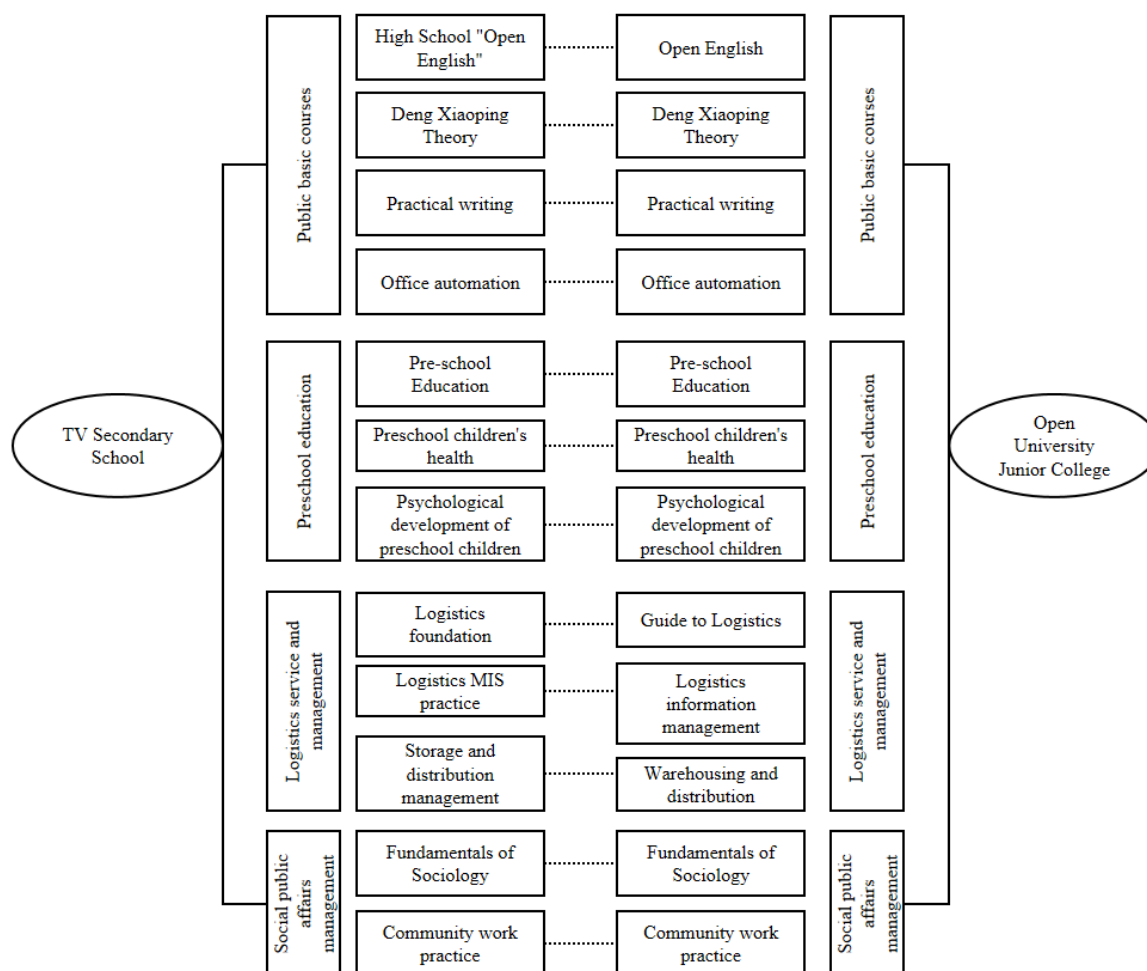 TV Secondary
School
Public basic courses
High School "Open
English"
Open English
Public basic courses
Deng Xiaoping
Theory
Deng Xiaoping
Theory
Practical writing
Practical writing
Office automation
Office automation
Preschool education
Pre-school
Education
Pre-school
Education
Preschool education
Preschool children's
health
Preschool children's
health
Psychological
development of
preschool children
Psychological
development of
preschool children
Logistics service and
management
Logistics
foundation
Guide to Logistics
Logistics service and
management
Logistics MIS
practice
Logistics
information
management
Storage and
distribution
management
Warehousing and
distribution
Social public
affairs
management
Fundamentals of
Sociology
Fundamentals of
Sociology
Social public
affairs
management
Community work
practice
Community work
practice
Open
University
Junior College